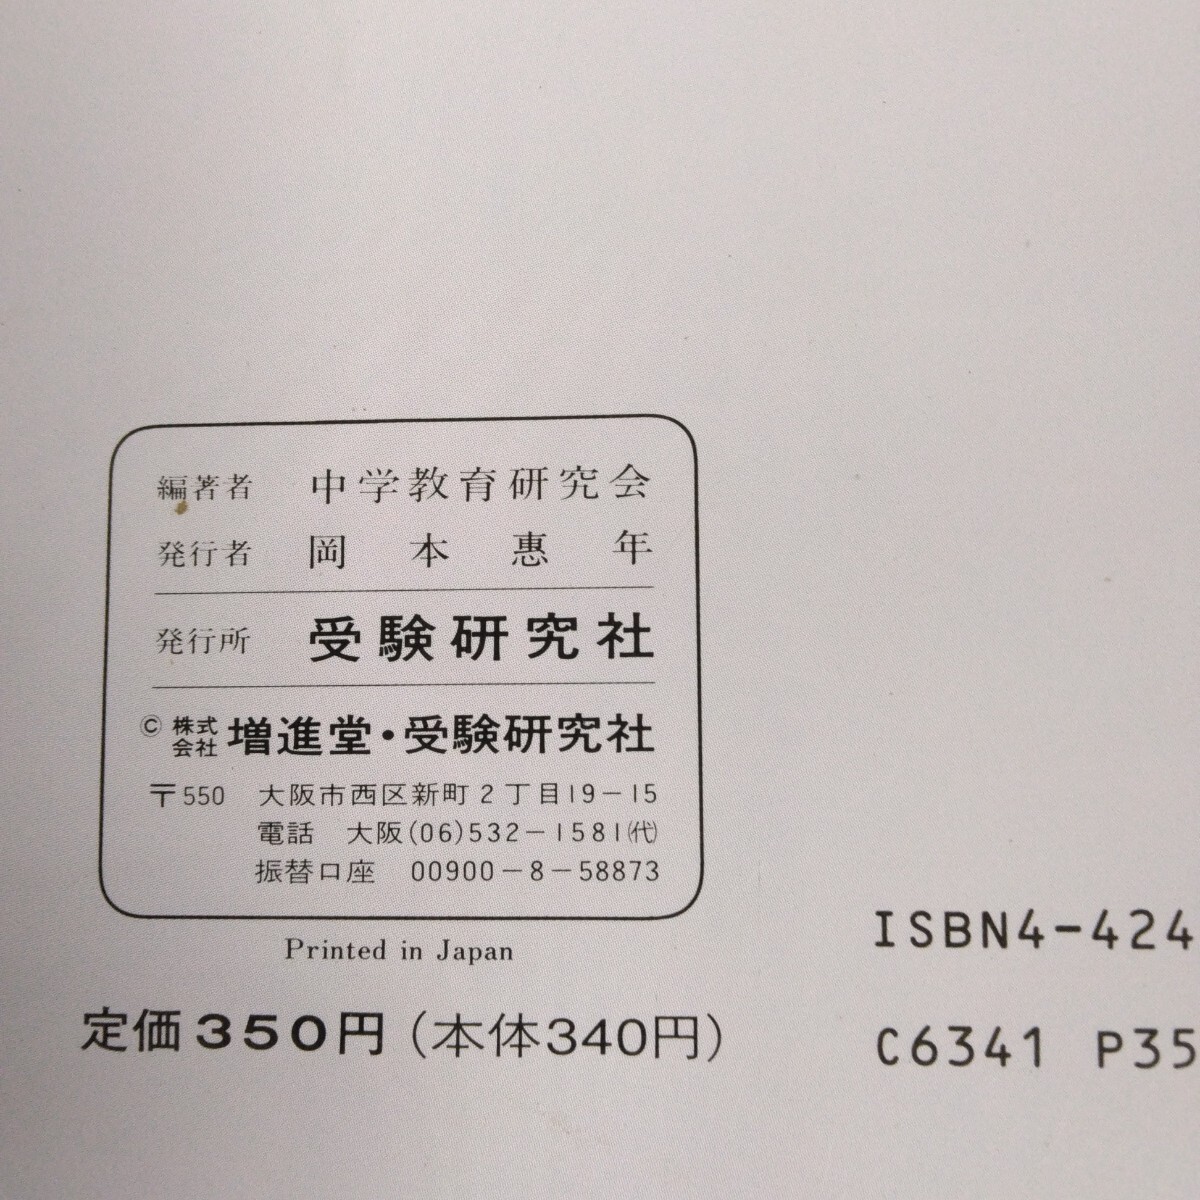 編著者 中学教育研究会
発行者 岡本惠年
発行所 受験研究社
© 株式会社 増進堂・受験研究社
〒550 大阪市西区新町2丁目19-15
電話 大阪(06)532-1581(代)
振替口座 00900-8-58873
Printed in Japan
定価350円(本体340円)
ISBN4-424
C6341 P35